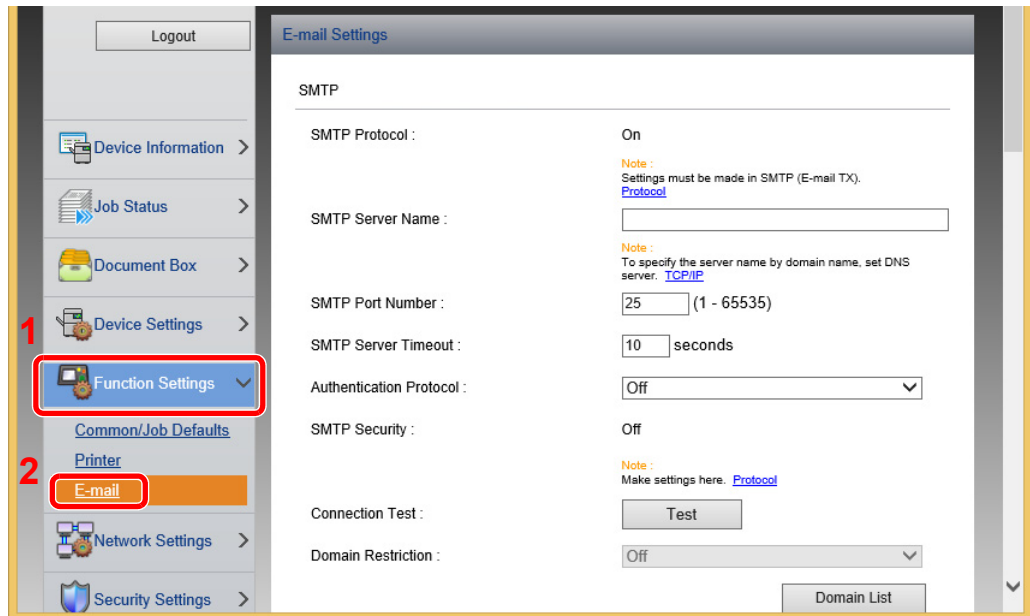 Logout
Device Information
Job Status
Document Box
Device Settings
1
Function Settings
Common/Job Defaults
Printer
2
E-mail
Network Settings
Security Settings
E-mail Settings
SMTP
SMTP Protocol :
On
Note :
Settings must be made in SMTP (E-mail TX).
Protocol
SMTP Server Name :
Note :
To specify the server name by domain name, set DNS
server. TCP/IP
SMTP Port Number :
25 (1 - 65535)
SMTP Server Timeout :
10 seconds
Authentication Protocol :
Off
SMTP Security :
Off
Note :
Make settings here. Protocol
Connection Test :
Test
Domain Restriction :
Off
Domain List